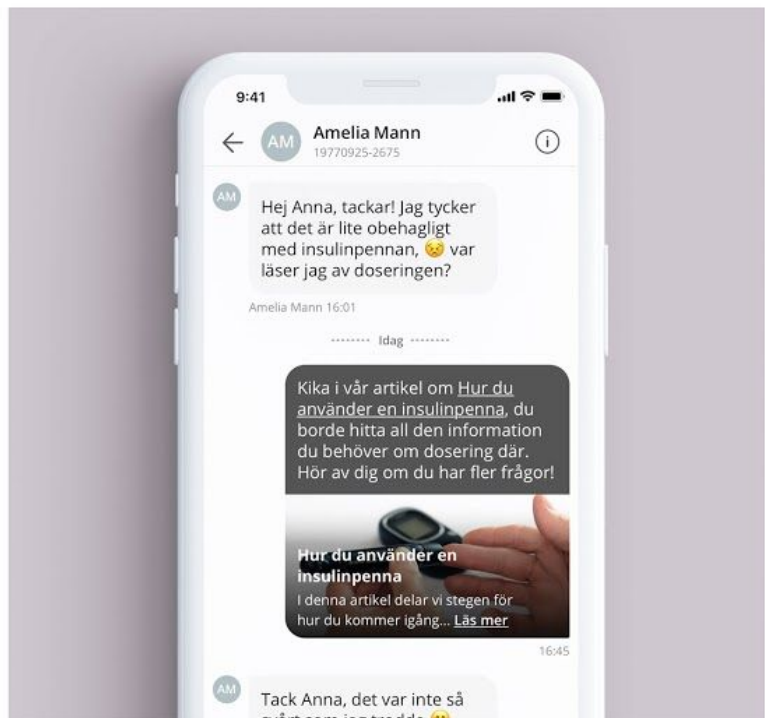 9:41
AM
Amelia Mann
19770925-2675
AM
Hej Anna, tackar! Jag tycker
att det är lite obehagligt
med insulinpennan, 😣 var
läser jag av doseringen?
Amelia Mann 16:01
-------- Idag --------
Kika i vår artikel om Hur du
använder en insulinpenna, du
borde hitta all den information
du behöver om dosering där.
Hör av dig om du har fler frågor!
Hur du använder en
insulinpenna
I denna artikel delar vi stegen för
hur du kommer igång... Läs mer
16:45
AM
Tack Anna, det var inte så
svårt som jag trodde